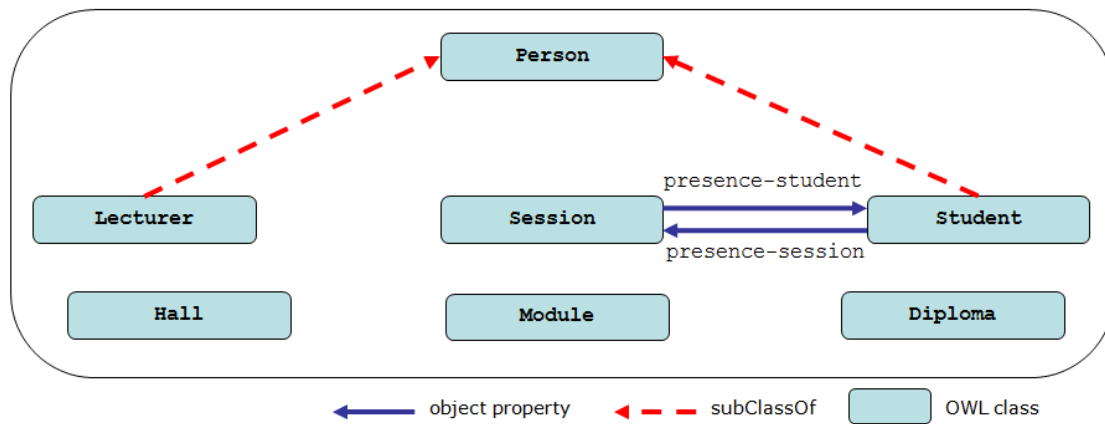 Person
presence-student
Lecturer
Session
Student
presence-session
Hall
Module
Diploma
object property
subClassOf
OWL class